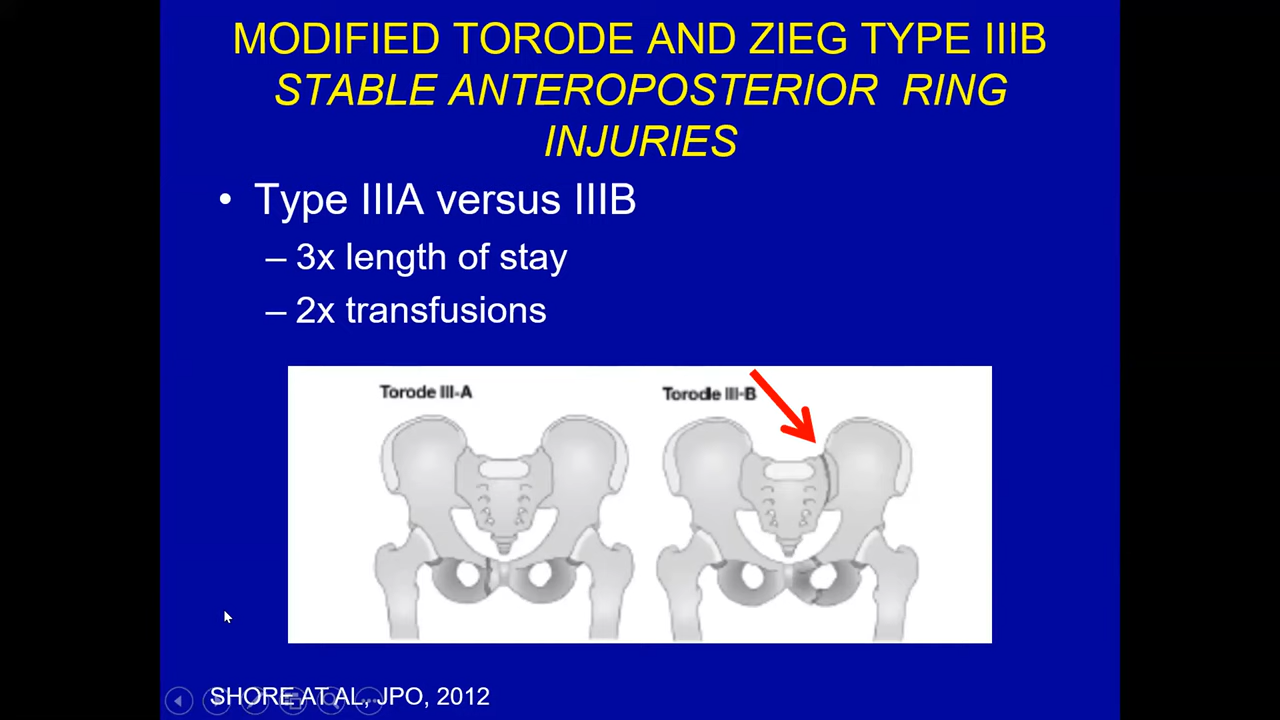 MODIFIED TORODE AND ZIEG TYPE IIIB
STABLE ANTEROPOSTERIOR RING
INJURIES
• Type IIIA versus IIIB
– 3x length of stay
– 2x transfusions
Torode III-A
Torode III-B
SHORE AT AL, JPO, 2012